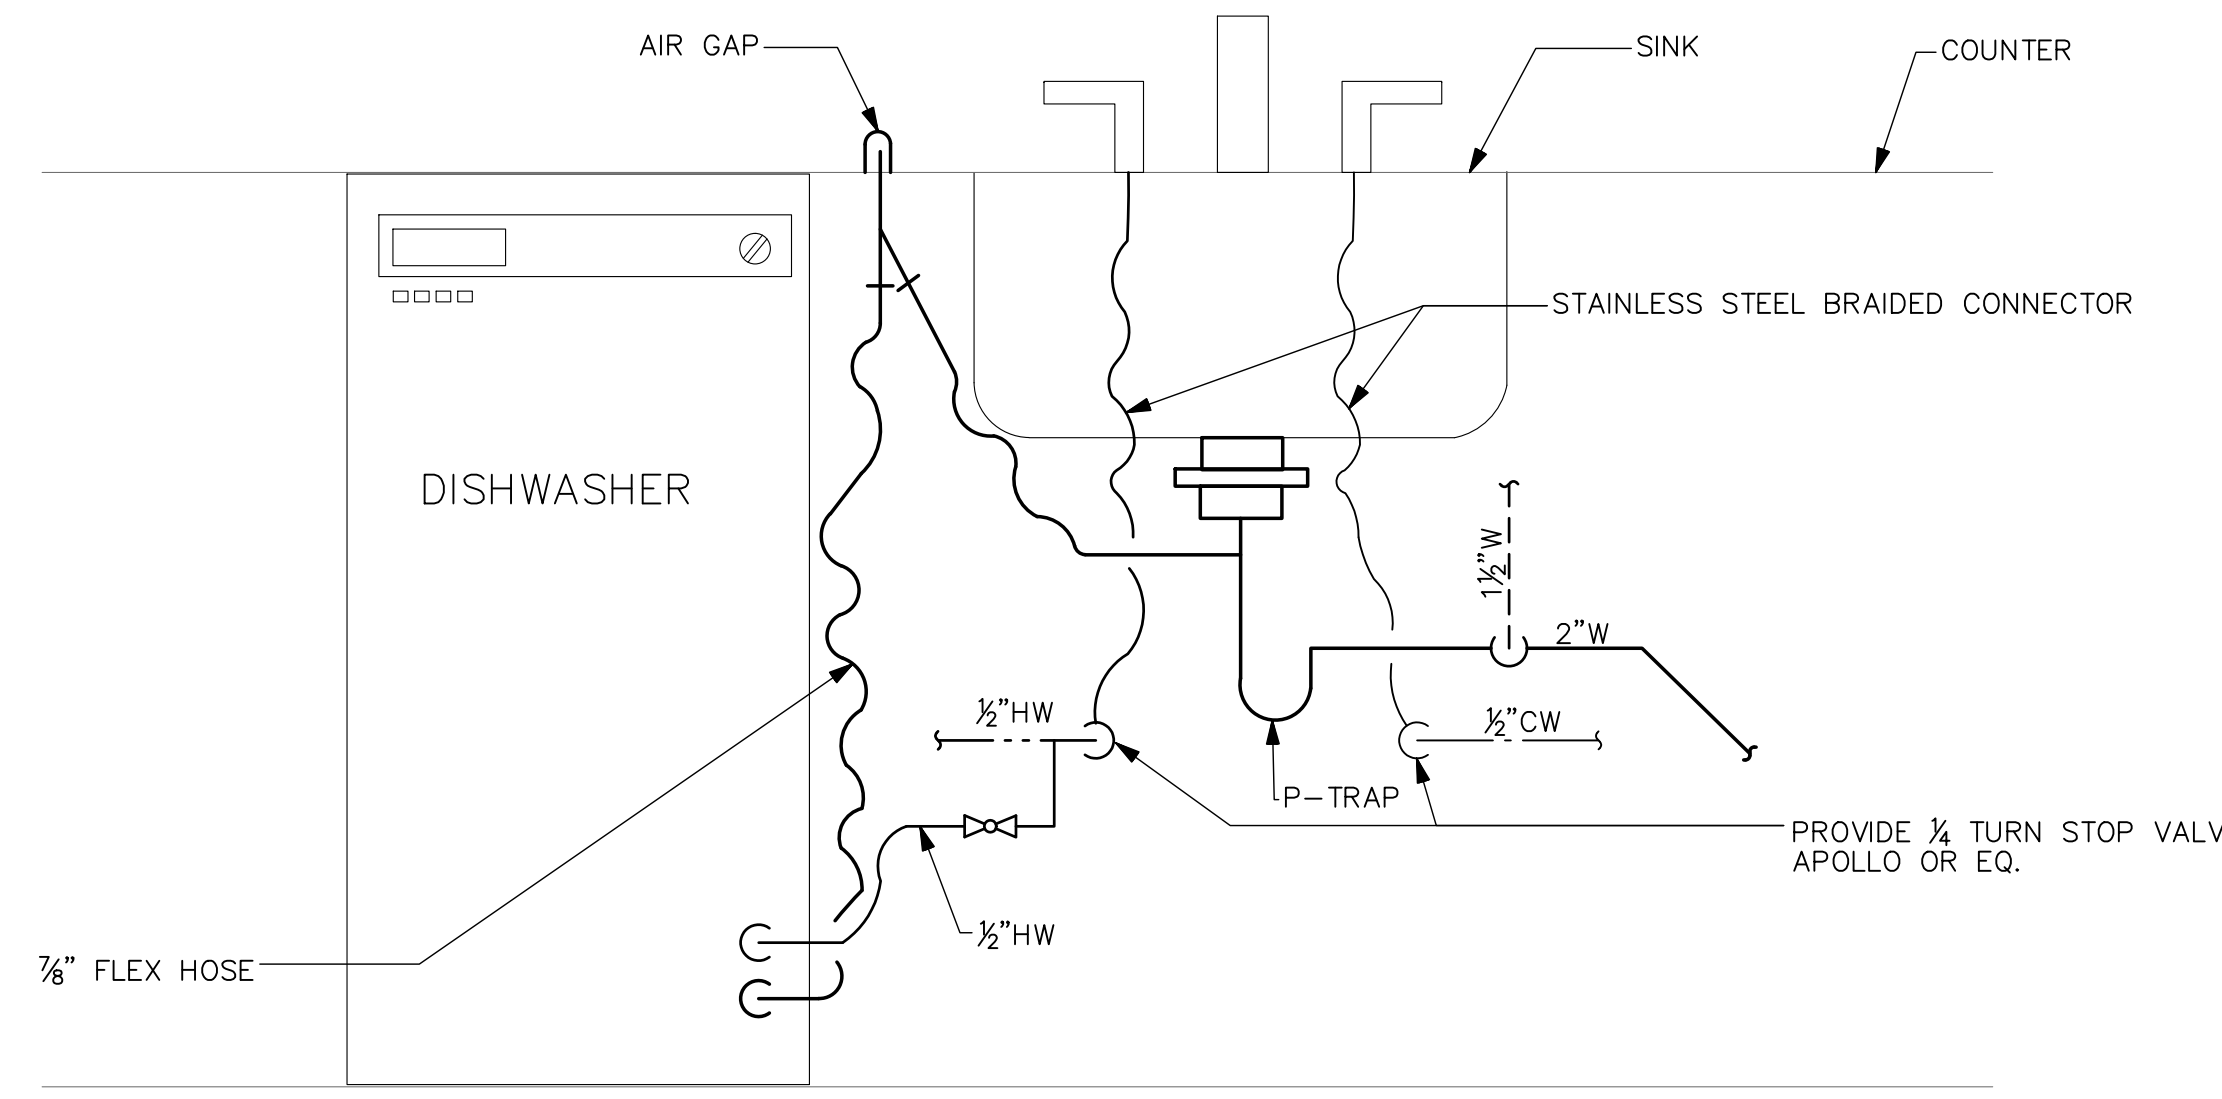 AIR GAP
SINK
COUNTER
STAINLESS STEEL BRAIDED CONNECTOR
DISHWASHER
1½"W
2"W
½"HW
½"CW
P-TRAP
PROVIDE ¼ TURN STOP VALV
APOLLO OR EQ.
½"HW
⅞" FLEX HOSE